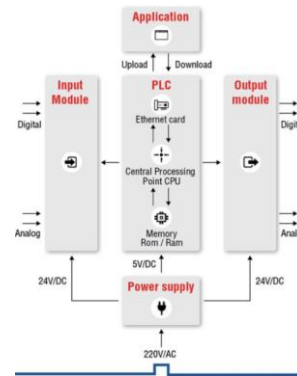 Application
Upload
Download
Input
Module
PLC
Output
module
Ethernet card
Digital
Central Processing
Point CPU
Analog
Memory
Rom / Ram
24V/DC
5V/DC
24V/DC
Power supply
220V/AC